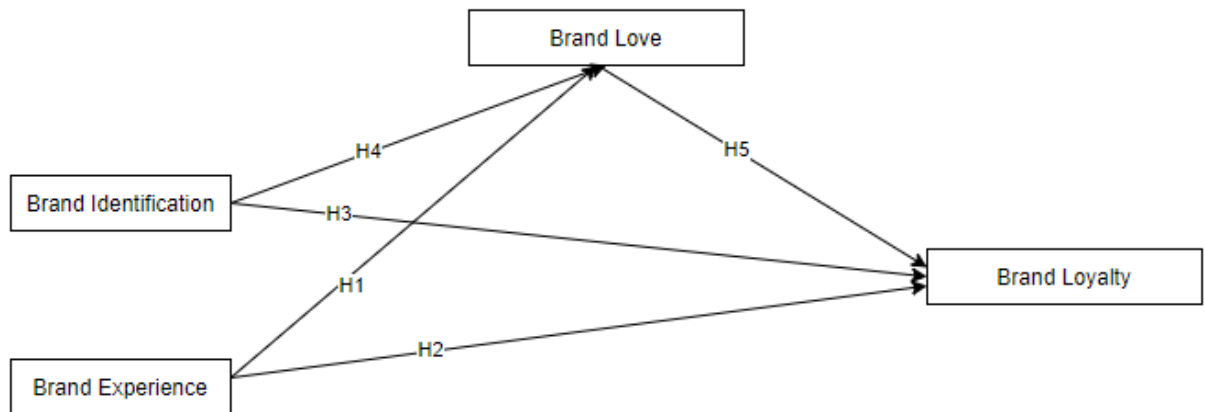 Brand Love
H4
H5
Brand Identification
H3
Brand Loyalty
H1
H2
Brand Experience